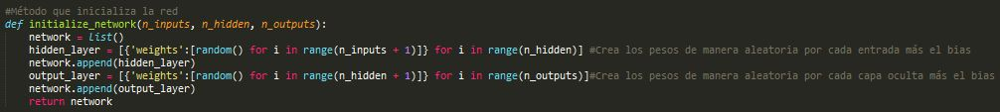 #Método que inicializa la red
def initialize_network(n_inputs, n_hidden, n_outputs):
    network = list()
    hidden_layer = [{'weights':[random() for i in range(n_inputs + 1)]} for i in range(n_hidden)] #Crea los pesos de manera aleatoria por cada entrada más el bias
    network.append(hidden_layer)
    output_layer = [{'weights':[random() for i in range(n_hidden + 1)]} for i in range(n_outputs)]#Crea los pesos de manera aleatoria por cada capa oculta más el bias
    network.append(output_layer)
    return network